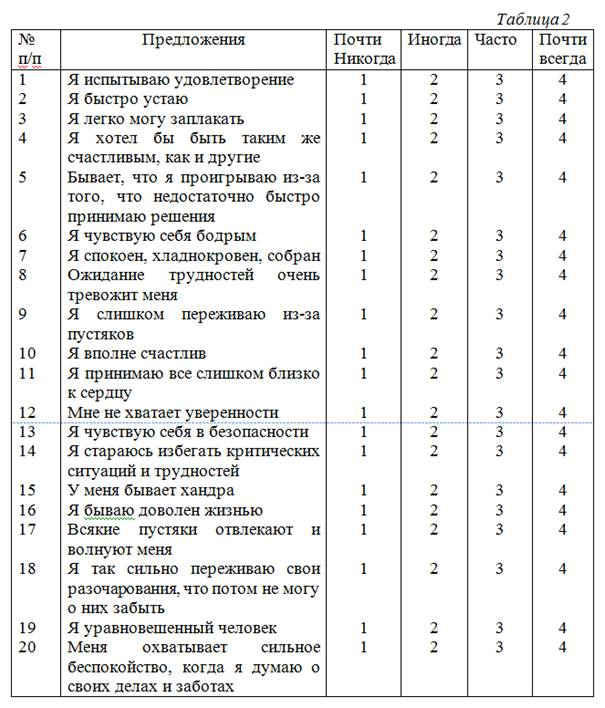 Таблица 2
№ Предложения Почти Иногда Часто Почти
п/п Никогда всегда
1 Я испытываю удовлетворение 1 2 3 4
2 Я быстро устаю 1 2 3 4
3 Я легко могу заплакать 1 2 3 4
4 Я хотел бы быть таким же 1 2 3 4
счастливым, как и другие
5 Бывает, что я проигрываю из-за 1 2 3 4
того, что недостаточно быстро
принимаю решения
6 Я чувствую себя бодрым 1 2 3 4
7 Я спокоен, хладнокровен, собран 1 2 3 4
8 Ожидание трудностей очень 1 2 3 4
тревожит меня
9 Я слишком переживаю из-за 1 2 3 4
пустяков
10 Я вполне счастлив 1 2 3 4
11 Я принимаю все слишком близко 1 2 3 4
к сердцу
12 Мне не хватает уверенности 1 2 3 4
13 Я чувствую себя в безопасности 1 2 3 4
14 Я стараюсь избегать критических 1 2 3 4
ситуаций и трудностей
15 У меня бывает хандра 1 2 3 4
16 Я бываю доволен жизнью 1 2 3 4
17 Всякие пустяки отвлекают и 1 2 3 4
волнуют меня
18 Я так сильно переживаю свои 1 2 3 4
разочарования, что потом не могу
о них забыть
19 Я уравновешенный человек 1 2 3 4
20 Меня охватывает сильное 1 2 3 4
беспокойство, когда я думаю о
своих делах и заботах